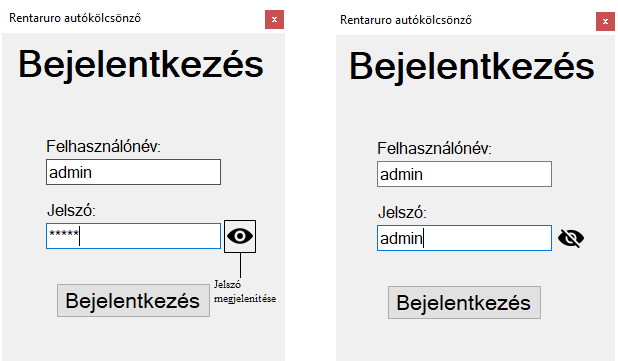 Rentaruro autókölcsönző
x
Bejelentkezés
Felhasználónév:
admin
Jelszó:
*****
Jelszó
megjelenítése
Bejelentkezés
Rentaruro autókölcsönző
x
Bejelentkezés
Felhasználónév:
admin
Jelszó:
admin
Bejelentkezés